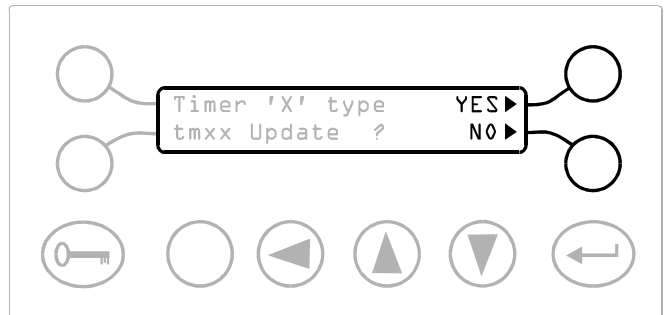 Timer 'X' type YES▶
tmxx Update ? NO▶